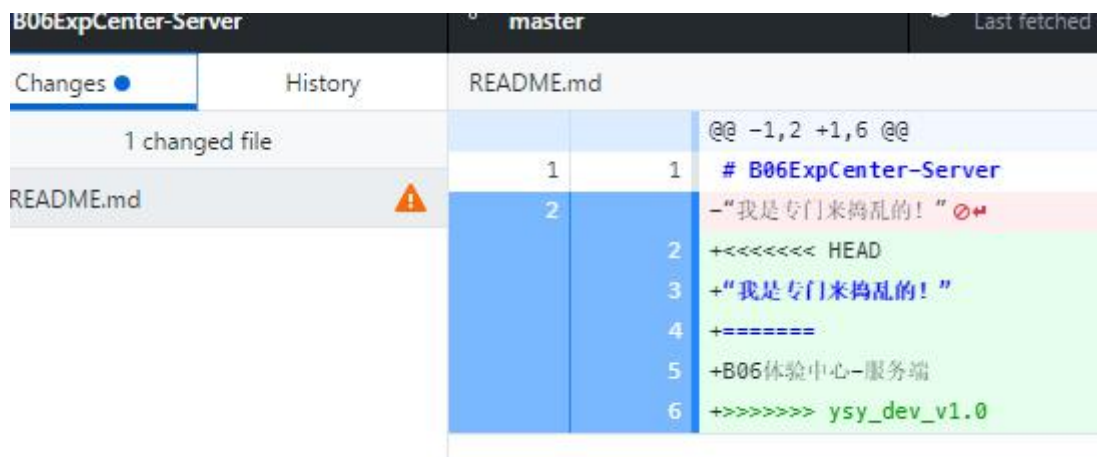 B06ExpCenter-Server
master
Last fetched
Changes
History
README.md
1 changed file
README.md
@@ -1,2 +1,6 @@
1 1 # B06ExpCenter-Server
2 -“我是专门来捣乱的！”
2 +<<<<<<< HEAD
3 +“我是专门来捣乱的！”
4 +=======
5 +B06体验中心-服务端
6 +>>>>>>> ysy_dev_v1.0